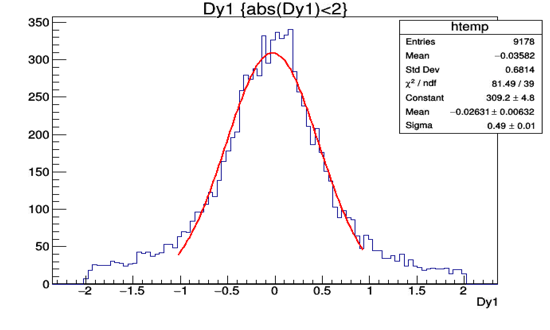 Dy1 {abs(Dy1)<2}
htemp
Entries 9178
Mean −0.03582
Std Dev 0.6814
χ² / ndf 81.49 / 39
Constant 309.2 ± 4.8
Mean −0.02631 ± 0.00632
Sigma 0.49 ± 0.01
350
300
250
200
150
100
50
0
−2 −1.5 −1 −0.5 0 0.5 1 1.5 2
Dy1